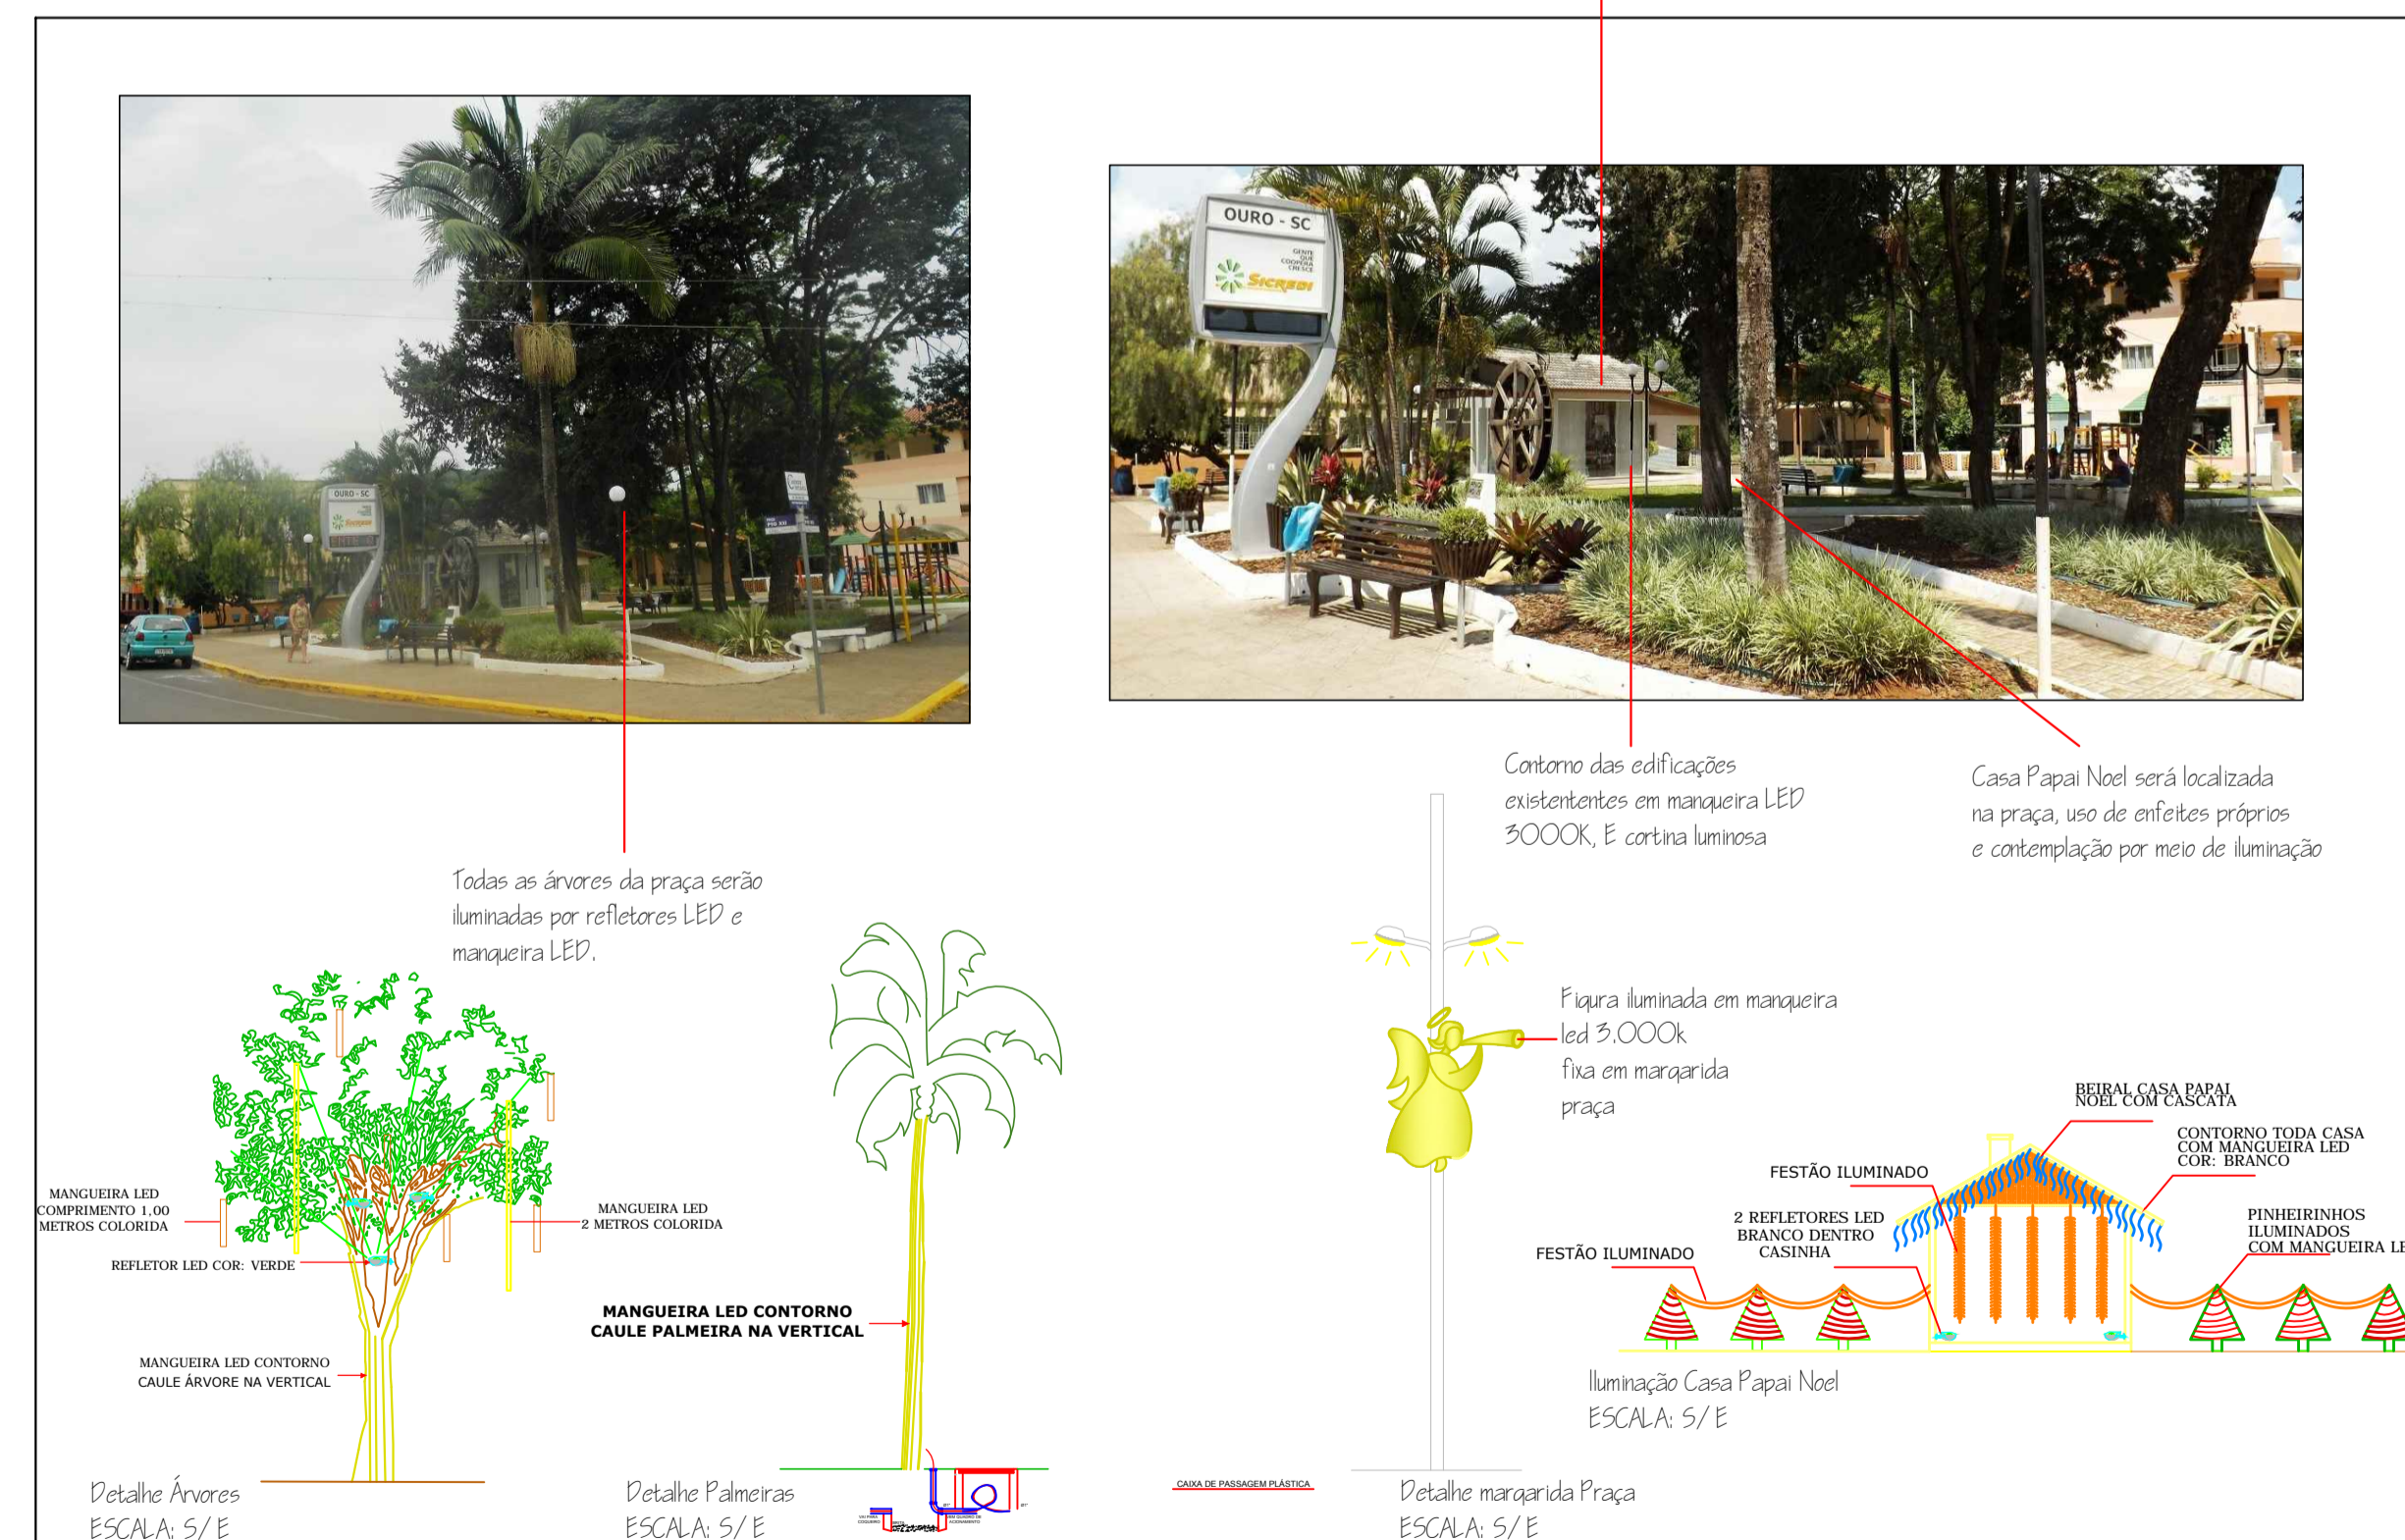 OURO - SC
Sicredi
PIO XII
OURO - SC
GENTE
QUE
COOPERA
CRESCE
Sicredi
Todas as árvores da praça serão
iluminadas por refletores LED e
mangueira LED.
Contorno das edificações
existententes em mangueira LED
3000K, E cortina luminosa
Casa Papai Noel será localizada
na praça, uso de enfeites próprios
e contemplação por meio de iluminação
MANGUEIRA LED
COMPRIMENTO 1,00
METROS COLORIDA
REFLETOR LED COR: VERDE
MANGUEIRA LED
2 METROS COLORIDA
MANGUEIRA LED CONTORNO
CAULE ÁRVORE NA VERTICAL
Detalhe Árvores
ESCALA: S/E
MANGUEIRA LED CONTORNO
CAULE PALMEIRA NA VERTICAL
Detalhe Palmeiras
ESCALA: S/E
CAIXA DE PASSAGEM PLÁSTICA
Figura iluminada em mangueira
led 3.000k
fixa em margarida
praça
Detalhe margarida Praça
ESCALA: S/E
BEIRAL CASA PAPAI
NOEL COM CASCATA
CONTORNO TODA CASA
COM MANGUEIRA LED
COR: BRANCO
FESTÃO ILUMINADO
2 REFLETORES LED
BRANCO DENTRO
CASINHA
FESTÃO ILUMINADO
PINHEIRINHOS
ILUMINADOS
COM MANGUEIRA LE
Iluminação Casa Papai Noel
ESCALA: S/E